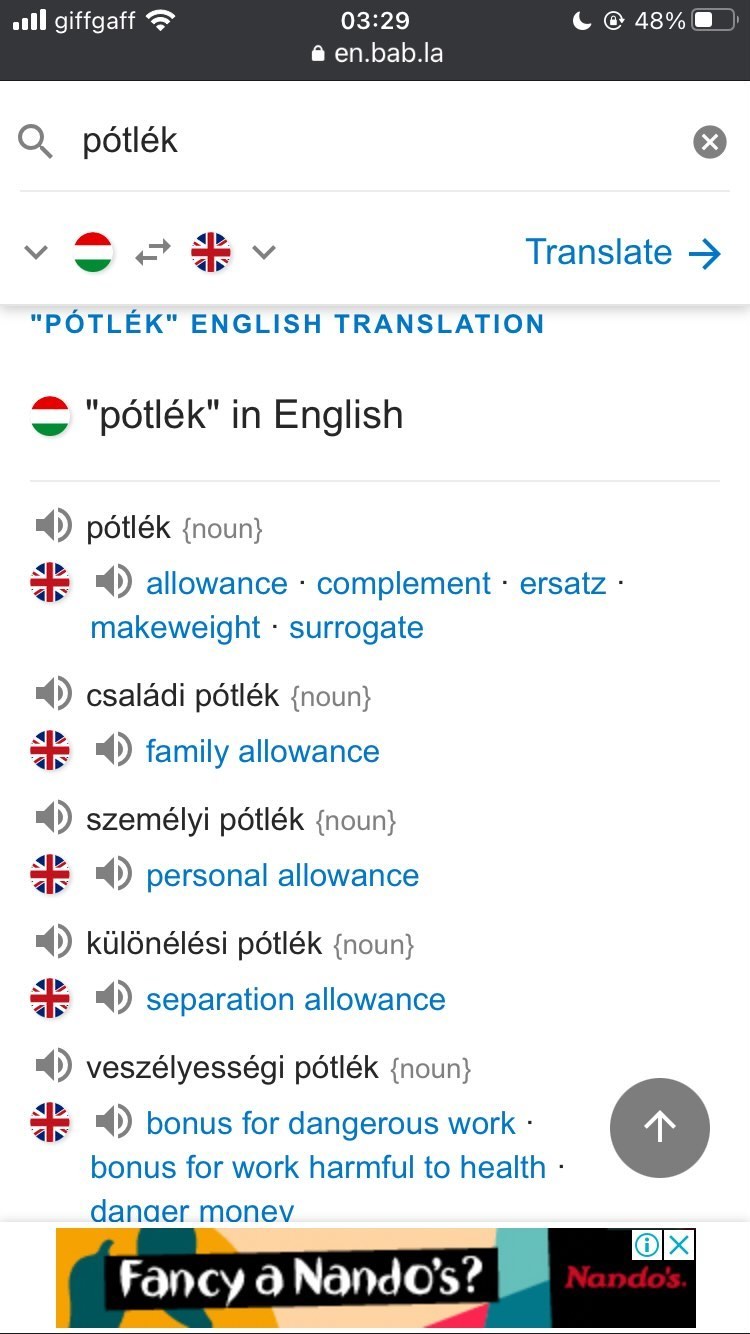 giffgaff 03:29 48%
en.bab.la
pótlék
Translate
"PÓTLÉK" ENGLISH TRANSLATION
"pótlék" in English
pótlék {noun}
allowance · complement · ersatz ·
makeweight · surrogate
családi pótlék {noun}
family allowance
személyi pótlék {noun}
personal allowance
különélési pótlék {noun}
separation allowance
veszélyességi pótlék {noun}
bonus for dangerous work ·
bonus for work harmful to health ·
danger money
Fancy a Nando's?
Nando's.